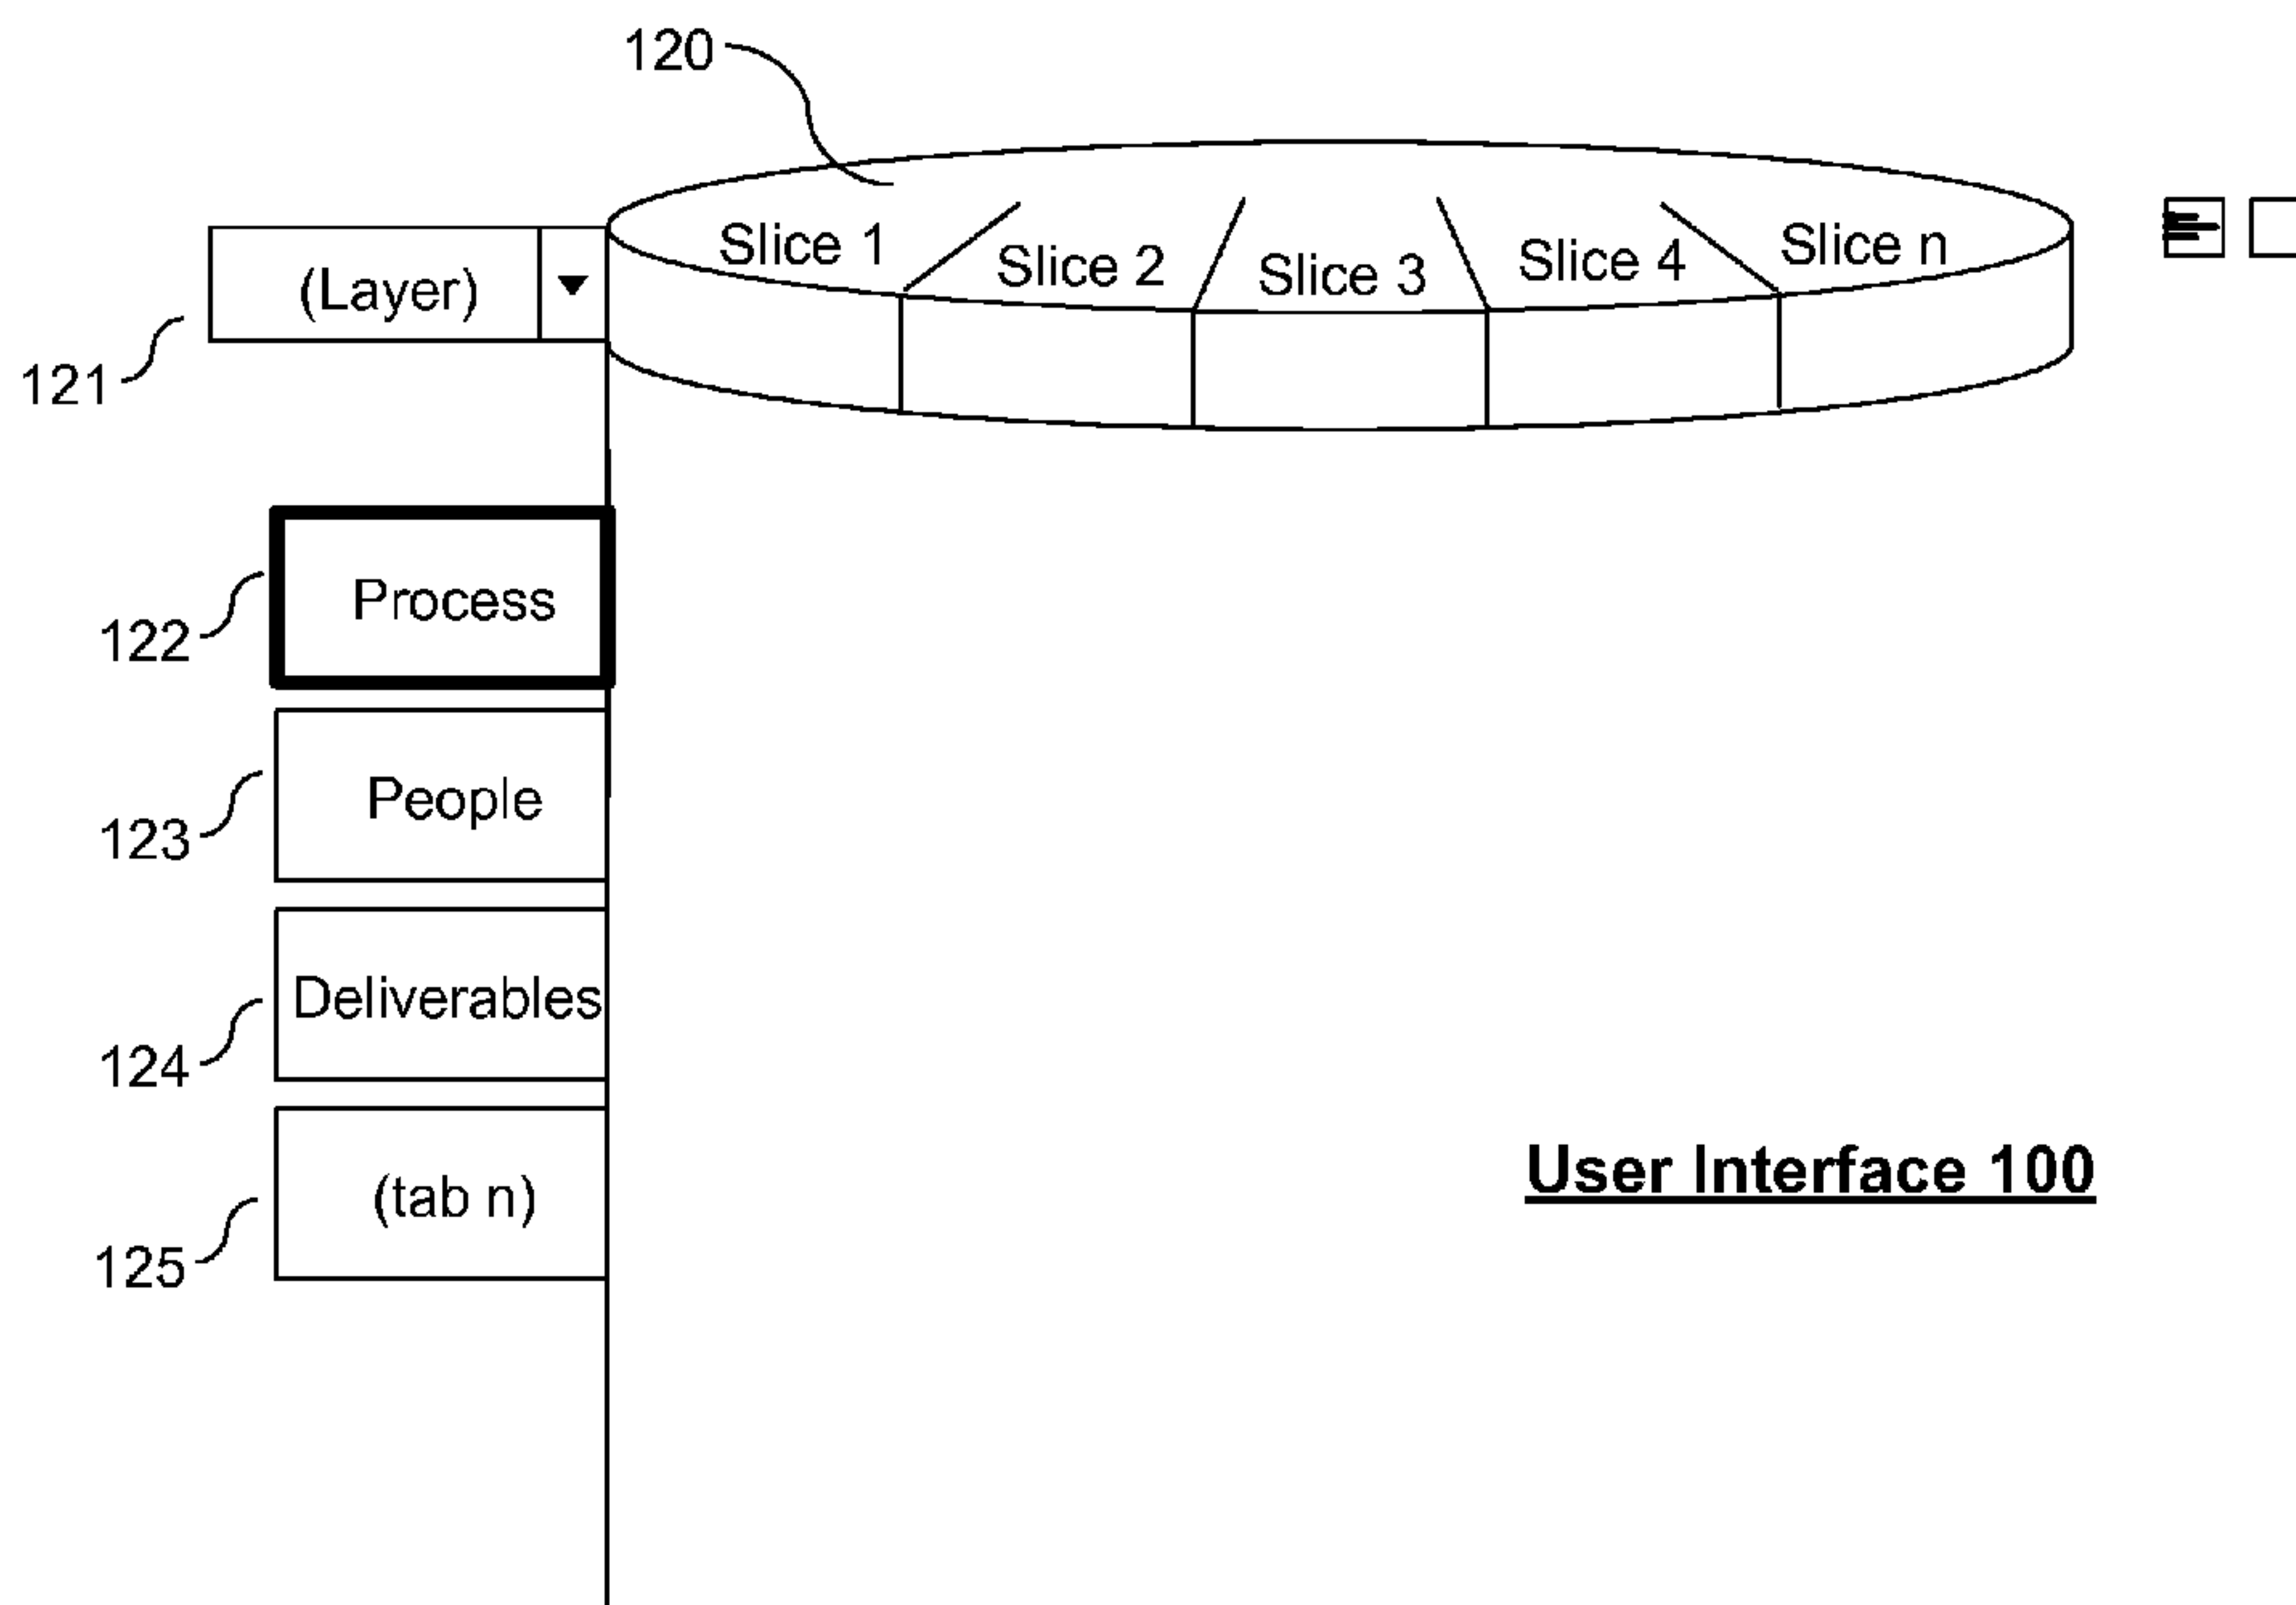 120
Slice 1
Slice 2
Slice 3
Slice 4
Slice n
(Layer)
121
Process
122
People
123
Deliverables
124
(tab n)
125
User Interface 100